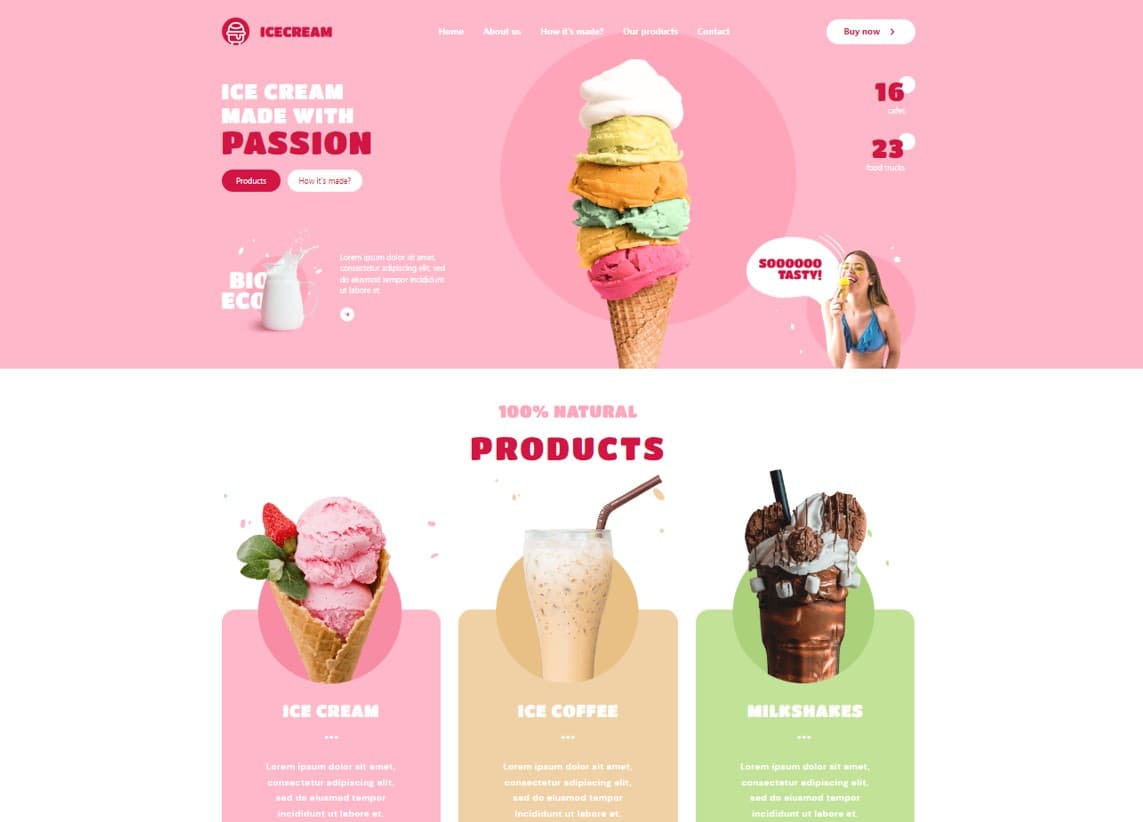 ICECREAM
Home About us How it's made? Our products Contact
Buy now
ICE CREAM
MADE WITH
PASSION
Products How it's made?
16
cafes
23
food trucks
BIO
ECO
Lorem ipsum dolor sit amet,
consectetur adipiscing elit, sed
do eiusmod tempor incididunt
ut labore et
SOOOOOO
TASTY!
100% NATURAL
PRODUCTS
ICE CREAM
Lorem ipsum dolor sit amet,
consectetur adipiscing elit,
sed do eiusmod tempor
incididunt ut labore et.
ICE COFFEE
Lorem ipsum dolor sit amet,
consectetur adipiscing elit,
sed do eiusmod tempor
incididunt ut labore et.
MILKSHAKES
Lorem ipsum dolor sit amet,
consectetur adipiscing elit,
sed do eiusmod tempor
incididunt ut labore et.